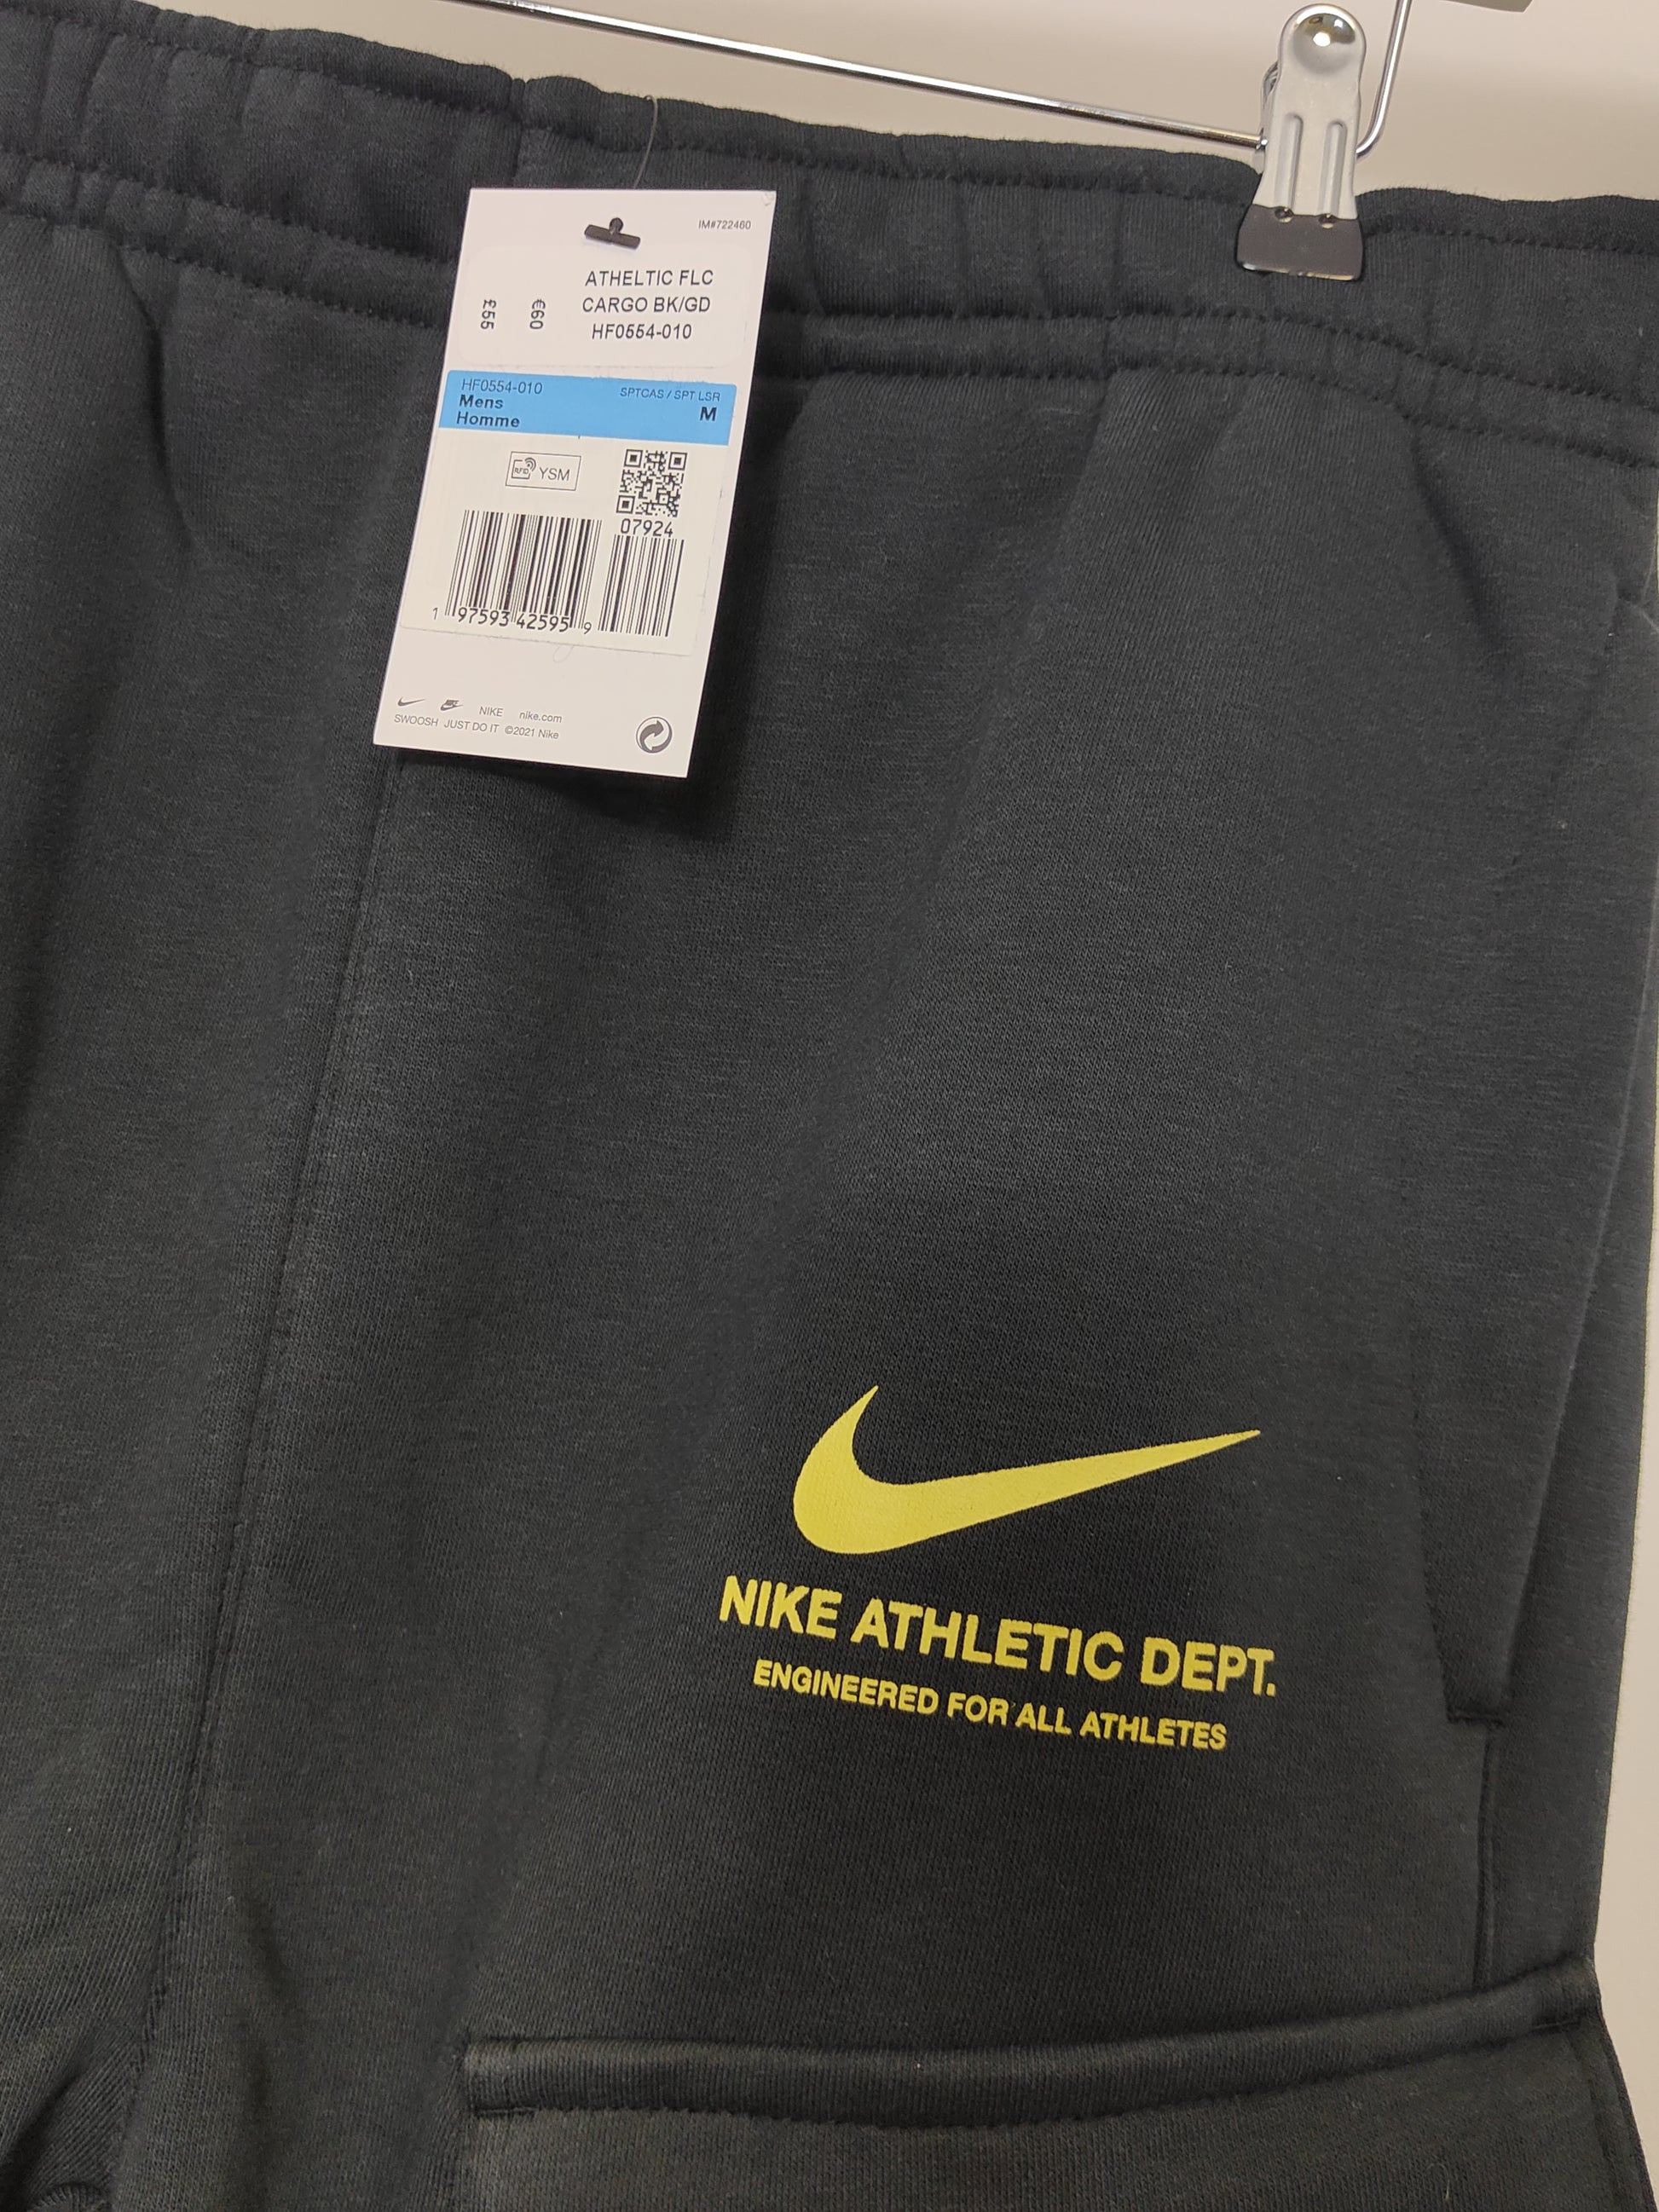 IM#722460
ATHELTIC FLC
CARGO BK/GD
HF0554-010
€60
£55
HF0554-010
SPTCAS / SPT LSR
Mens
M
Homme
RFID YSM
07924
1 97593 42595 9
NIKE nike.com
SWOOSH JUST DO IT ©2021 Nike
NIKE ATHLETIC DEPT.
ENGINEERED FOR ALL ATHLETES